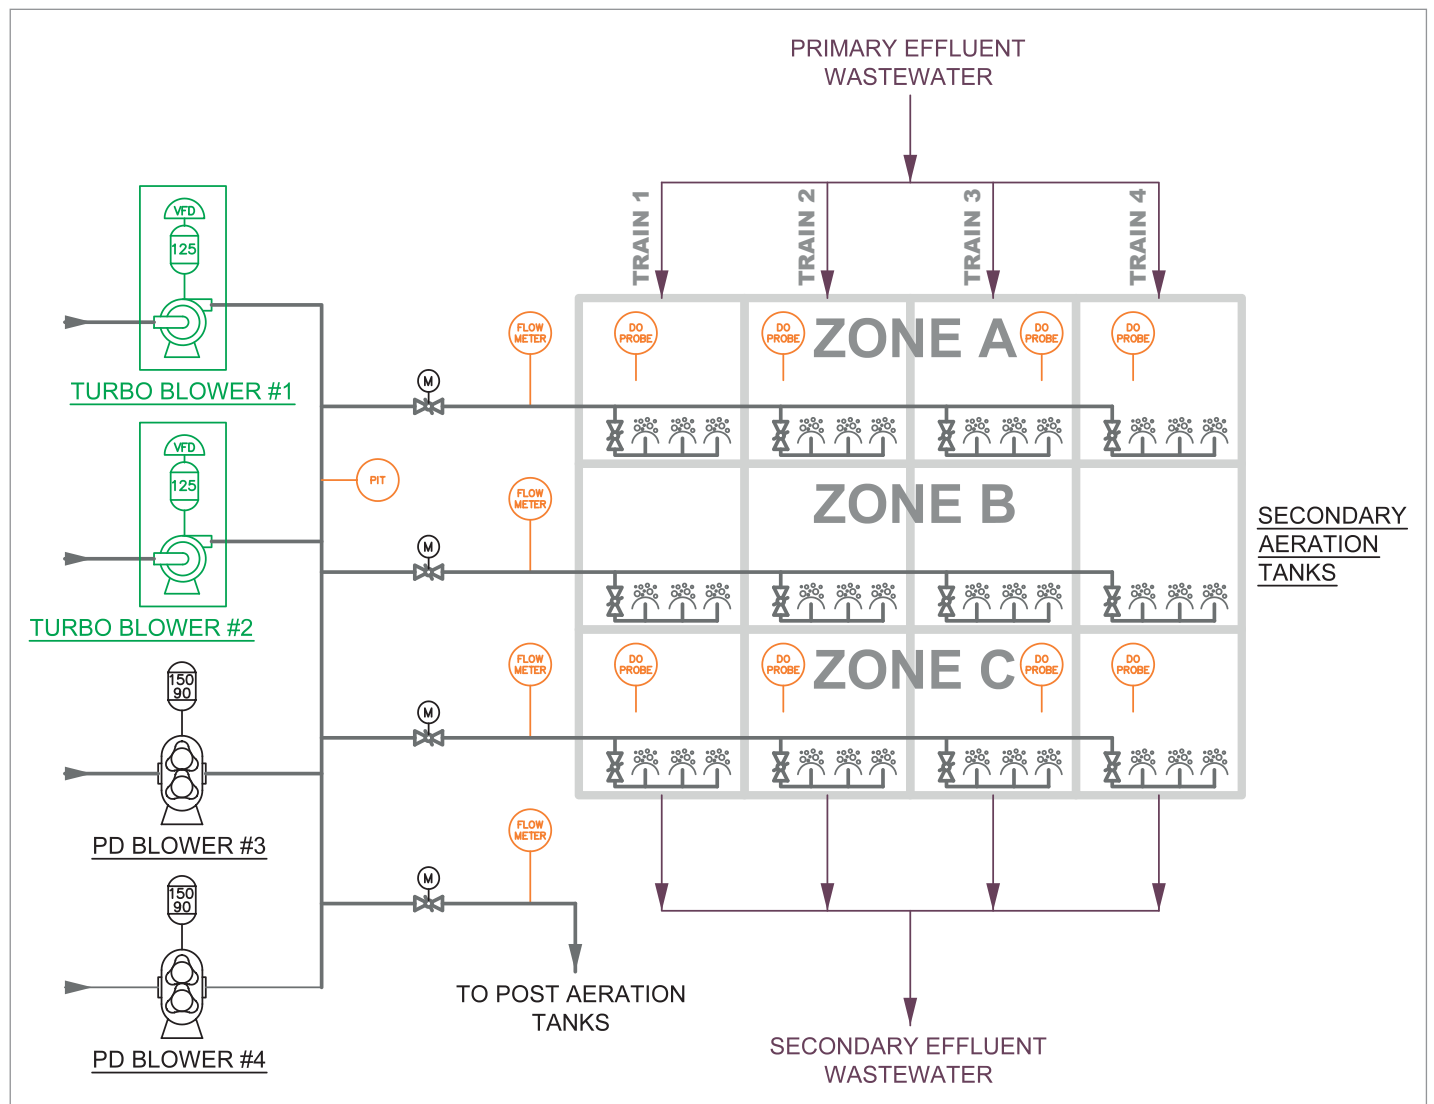 PRIMARY EFFLUENT
WASTEWATER
TRAIN 1
TRAIN 2
TRAIN 3
TRAIN 4
VFD
125
TURBO BLOWER #1
FLOW
METER
DO
PROBE
DO
PROBE
ZONE A
DO
PROBE
DO
PROBE
M
VFD
125
TURBO BLOWER #2
PIT
FLOW
METER
ZONE B
M
SECONDARY
AERATION
TANKS
150
90
PD BLOWER #3
FLOW
METER
DO
PROBE
DO
PROBE
ZONE C
DO
PROBE
DO
PROBE
M
150
90
PD BLOWER #4
FLOW
METER
M
TO POST AERATION
TANKS
SECONDARY EFFLUENT
WASTEWATER